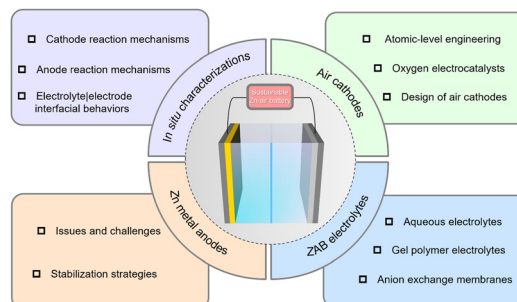 Cathode reaction mechanisms
Anode reaction mechanisms
Electrolyte|electrode
interfacial behaviors
In situ characterizations
Air cathodes
Atomic-level engineering
Oxygen electrocatalysts
Design of air cathodes
Sustainable
Zn-air battery
Zn metal anodes
Issues and challenges
Stabilization strategies
ZAB electrolytes
Aqueous electrolytes
Gel polymer electrolytes
Anion exchange membranes